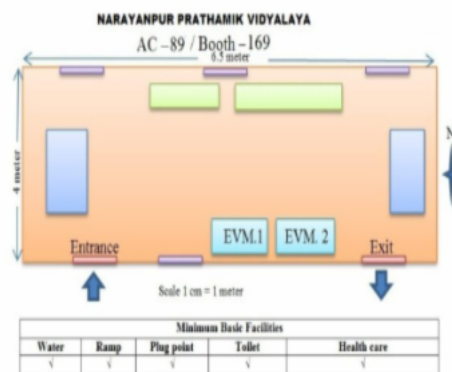 NARAYANPUR PRATHAMIK VIDYALAYA
AC –89 / Booth –169
6.5 meter
4 meter
N
EVM.1 EVM. 2
Entrance Exit
Scale 1 cm = 1 meter
Minimum Basic Facilities
Water Ramp Plug point Toilet Health care
√ √ √ √ √